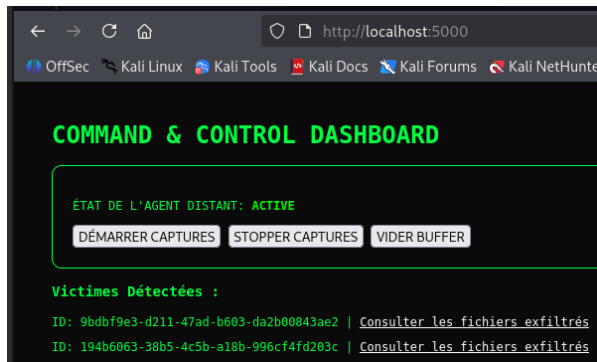 http://localhost:5000
OffSec Kali Linux Kali Tools Kali Docs Kali Forums Kali NetHunte
COMMAND & CONTROL DASHBOARD
ÉTAT DE L'AGENT DISTANT: ACTIVE
DÉMARRER CAPTURES STOPPER CAPTURES VIDER BUFFER
Victimes Détectées :
ID: 9bdbf9e3-d211-47ad-b603-da2b00843ae2 | Consulter les fichiers exfiltrés
ID: 194b6063-38b5-4c5b-a18b-996cf4fd203c | Consulter les fichiers exfiltrés